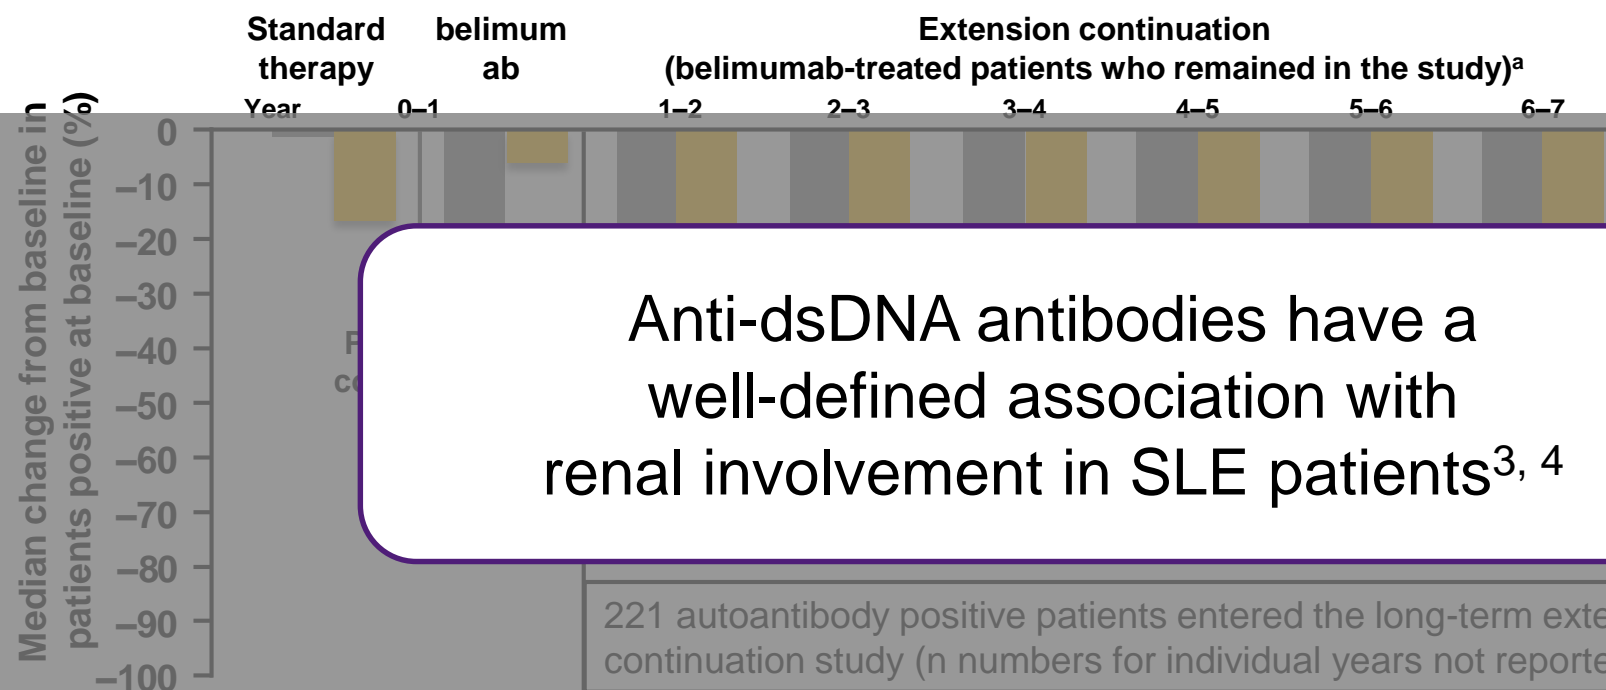 Standard belimum Extension continuation
therapy ab (belimumab-treated patients who remained in the study)ᵃ
Year 0–1 1–2 2–3 3–4 4–5 5–6 6–7
Median change from baseline in
patients positive at baseline (%)
0
–10
–20
–30
–40
–50
–60
–70
–80
–90
–100
Anti-dsDNA antibodies have a
well-defined association with
renal involvement in SLE patients³, ⁴
221 autoantibody positive patients entered the long-term
continuation study (n numbers for individual years not